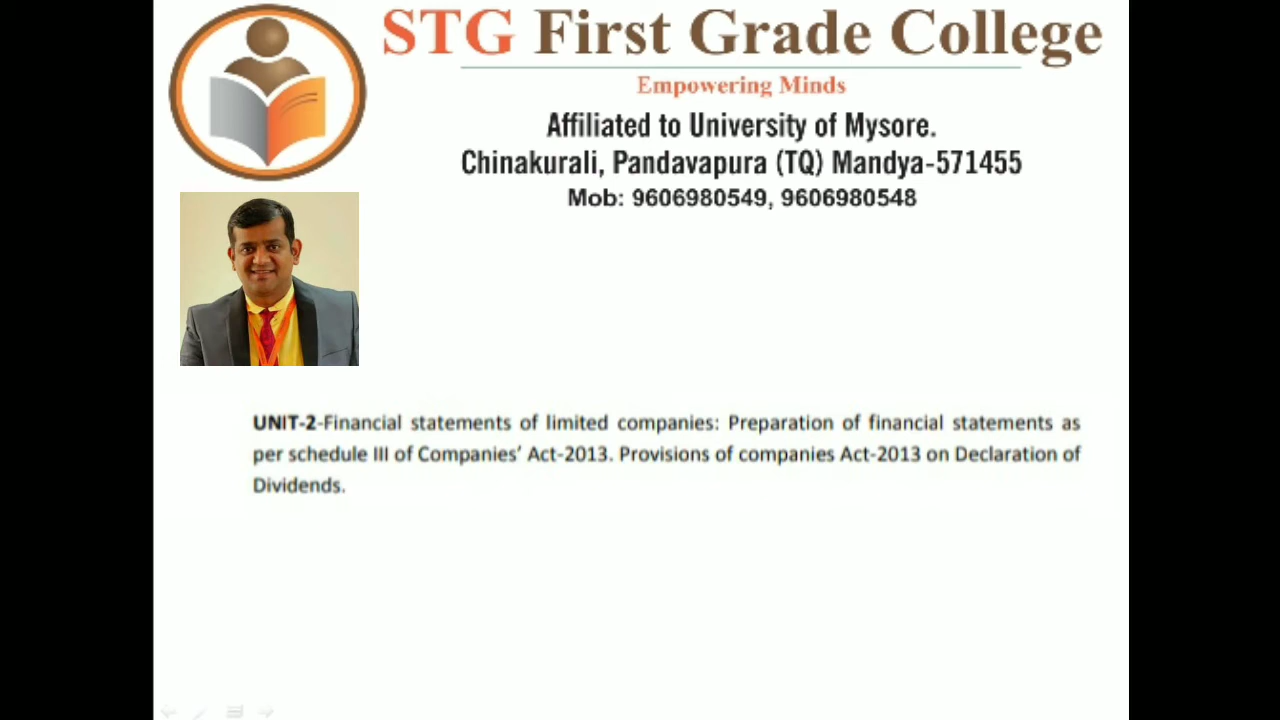 STG First Grade College
Empowering Minds
Affiliated to University of Mysore.
Chinakurali, Pandavapura (TQ) Mandya-571455
Mob: 9606980549, 9606980548
UNIT-2-Financial statements of limited companies: Preparation of financial statements as
per schedule III of Companies’ Act-2013. Provisions of companies Act-2013 on Declaration of
Dividends.